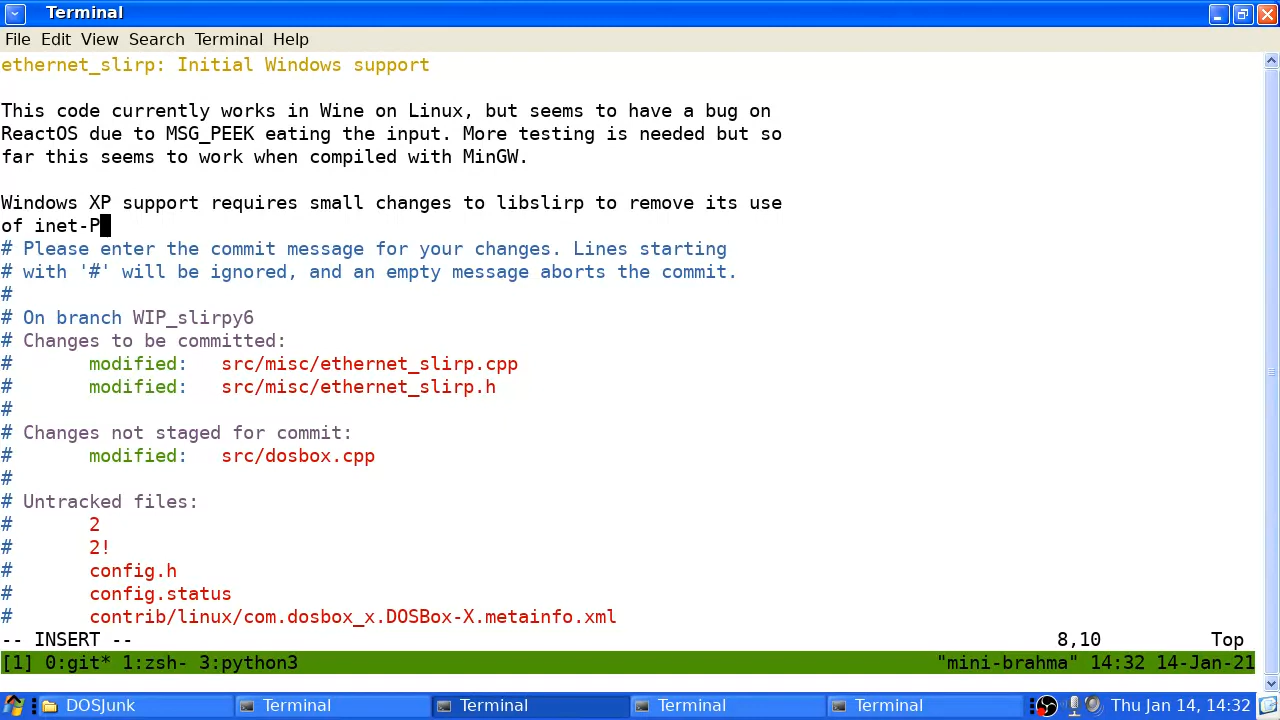 Terminal
File Edit View Search Terminal Help
ethernet_slirp: Initial Windows support
This code currently works in Wine on Linux, but seems to have a bug on
ReactOS due to MSG_PEEK eating the input. More testing is needed but so
far this seems to work when compiled with MinGW.
Windows XP support requires small changes to libslirp to remove its use
of inet-P
# Please enter the commit message for your changes. Lines starting
# with '#' will be ignored, and an empty message aborts the commit.
#
# On branch WIP_slirpy6
# Changes to be committed:
#       modified:   src/misc/ethernet_slirp.cpp
#       modified:   src/misc/ethernet_slirp.h
#
# Changes not staged for commit:
#       modified:   src/dosbox.cpp
#
# Untracked files:
#       2
#       2!
#       config.h
#       config.status
#       contrib/linux/com.dosbox_x.DOSBox-X.metainfo.xml
-- INSERT -- 8,10 Top
[1] 0:git* 1:zsh- 3:python3 "mini-brahma" 14:32 14-Jan-21
DOSJunk Terminal Terminal Terminal Terminal Thu Jan 14, 14:32